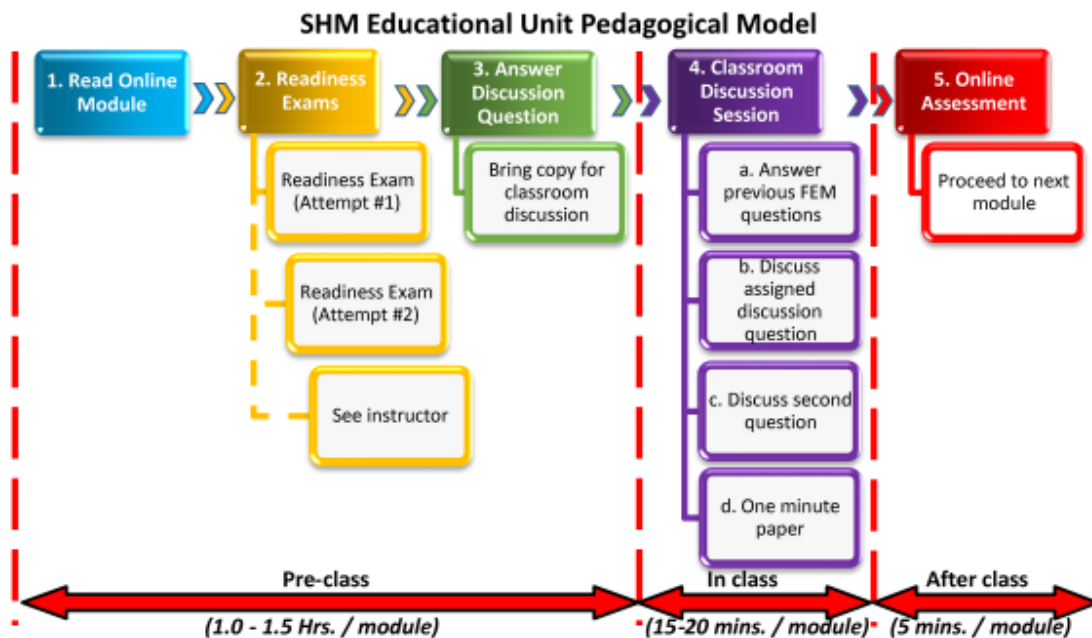 SHM Educational Unit Pedagogical Model
1. Read Online
Module
2. Readiness
Exams
Readiness Exam
(Attempt #1)
Readiness Exam
(Attempt #2)
See instructor
3. Answer
Discussion
Question
Bring copy for
classroom
discussion
4. Classroom
Discussion
Session
a. Answer
previous FEM
questions
b. Discuss
assigned
discussion
question
c. Discuss second
question
d. One minute
paper
5. Online
Assessment
Proceed to next
module
Pre-class
(1.0 - 1.5 Hrs. / module)
In class
(15-20 mins. / module)
After class
(5 mins. / module)